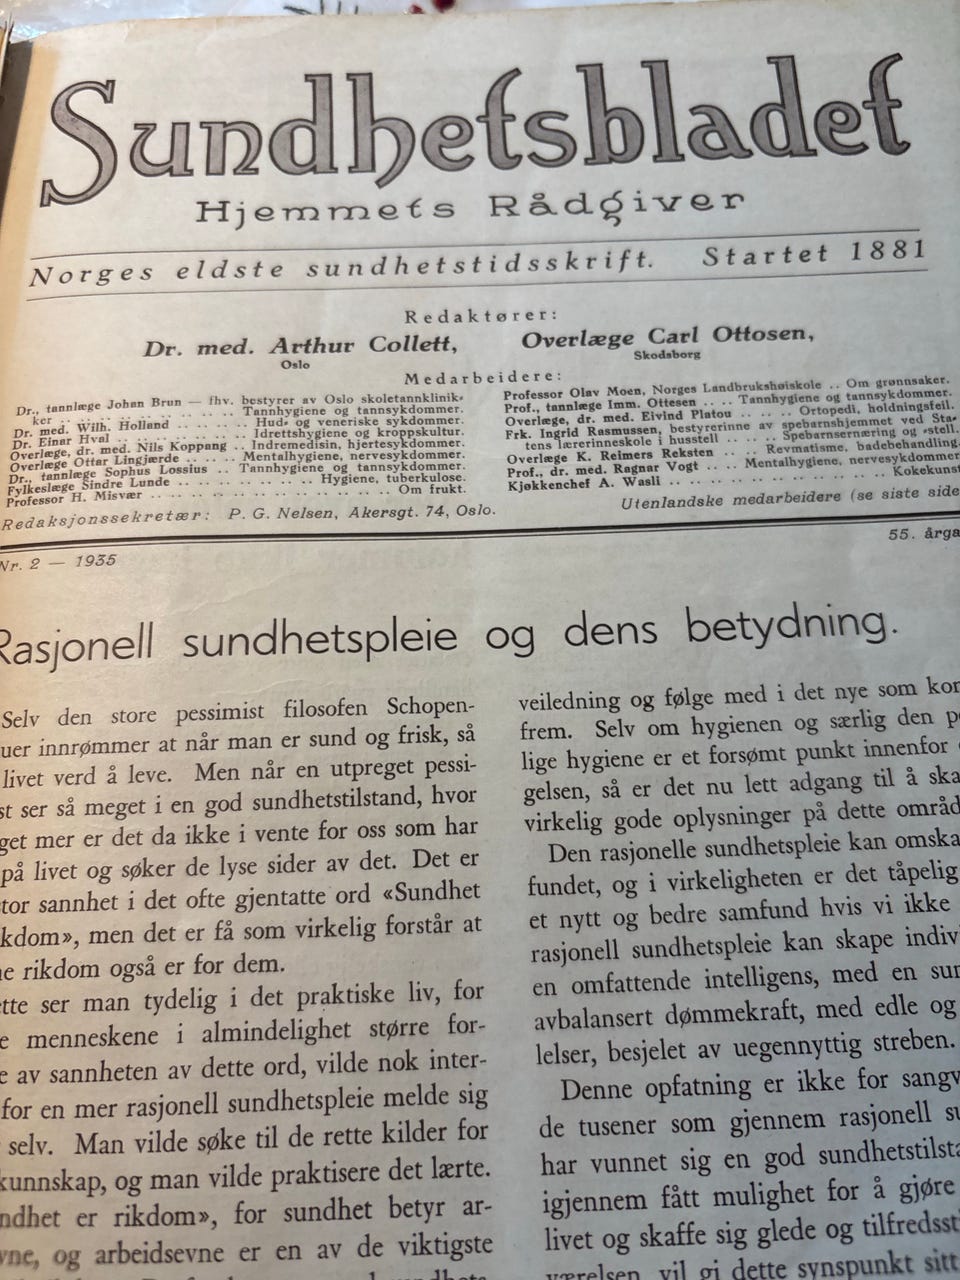 Sundhetsbladet
Hjemmets Rådgiver
Norges eldste sundhetstidsskrift. Startet 1881
Redaktører:
Dr. med. Arthur Collett,
Oslo
Overlæge Carl Ottosen,
Skodsborg
Medarbeidere:
Dr., tannlæge Johan Brun — fhv. bestyrer av Oslo skoletannklinik-
ker .. .. .. .. .. .. .. Tannhygiene og tannsykdommer.
Dr. med. Wilh. Holland .. .. .. .. Hud- og veneriske sykdommer.
Dr. Einar Hval .. .. .. .. .. Idrettshygiene og kroppskultur.
Overlæge, dr. med. Nils Koppang .. Indremedisin, hjertesykdommer.
Overlæge Ottar Lingjærde .. .. Mentalhygiene, nervesykdommer.
Dr., tannlæge Sophus Lossius .. Tannhygiene og tannsykdommer.
Fylkeslæge Sindre Lunde .. .. .. .. .. Hygiene, tuberkulose.
Professor H. Misvær .. .. .. .. .. .. .. .. .. Om frukt.
Professor Olav Moen, Norges Landbrukshøiskole .. Om grønnsaker.
Prof., tannlæge Imm. Ottesen .. .. Tannhygiene og tannsykdommer.
Overlæge, dr. med. Eivind Platou .. .. .. Ortopedi, holdningsfeil.
Frk. Ingrid Rasmussen, bestyrerinne av spebarnshjemmet ved Sta-
tens lærerinneskole i husstell .. .. .. Spebarnsernæring og -stell.
Overlæge K. Reimers Reksten .. .. .. Revmatisme, badebehandling.
Prof., dr. med. Ragnar Vogt .. .. Mentalhygiene, nervesykdommer
Kjøkkenchef A. Wasli .. .. .. .. .. .. .. .. Kokekunst
Redaksjonssekretær: P. G. Nelsen, Akersgt. 74, Oslo.
Utenlandske medarbeidere (se siste side
Nr. 2 — 1935
55. årga
Rasjonell sundhetspleie og dens betydning.
Selv den store pessimist filosofen Schopen-
uer innrømmer at når man er sund og frisk, så
livet verd å leve. Men når en utpreget pessi-
st ser så meget i en god sundhetstilstand, hvor
get mer er det da ikke i vente for oss som har
på livet og søker de lyse sider av det. Det er
tor sannhet i det ofte gjentatte ord «Sundhet
kdom», men det er få som virkelig forstår at
ne rikdom også er for dem.
tte ser man tydelig i det praktiske liv, for
e menneskene i almindelighet større for-
e av sannheten av dette ord, vilde nok inter-
for en mer rasjonell sundhetspleie melde sig
selv. Man vilde søke til de rette kilder for
kunnskap, og man vilde praktisere det lærte.
ndhet er rikdom», for sundhet betyr ar-
vne, og arbeidsevne er en av de viktigste
veiledning og følge med i det nye som kom
frem. Selv om hygienen og særlig den pe
lige hygiene er et forsømt punkt innenfor
gelsen, så er det nu lett adgang til å ska
virkelig gode oplysninger på dette områd
Den rasjonelle sundhetspleie kan omska
fundet, og i virkeligheten er det tåpelig
et nytt og bedre samfund hvis vi ikke
rasjonell sundhetspleie kan skape indiv
en omfattende intelligens, med en sun
avbalansert dømmekraft, med edle og
lelser, besjelet av uegennyttig streben.
Denne opfatning er ikke for sangv
de tusener som gjennem rasjonell su
har vunnet sig en god sundhetstilsta
igjennem fått mulighet for å gjøre
livet og skaffe sig glede og tilfredssti
værelsen, vil gi dette synspunkt sitt